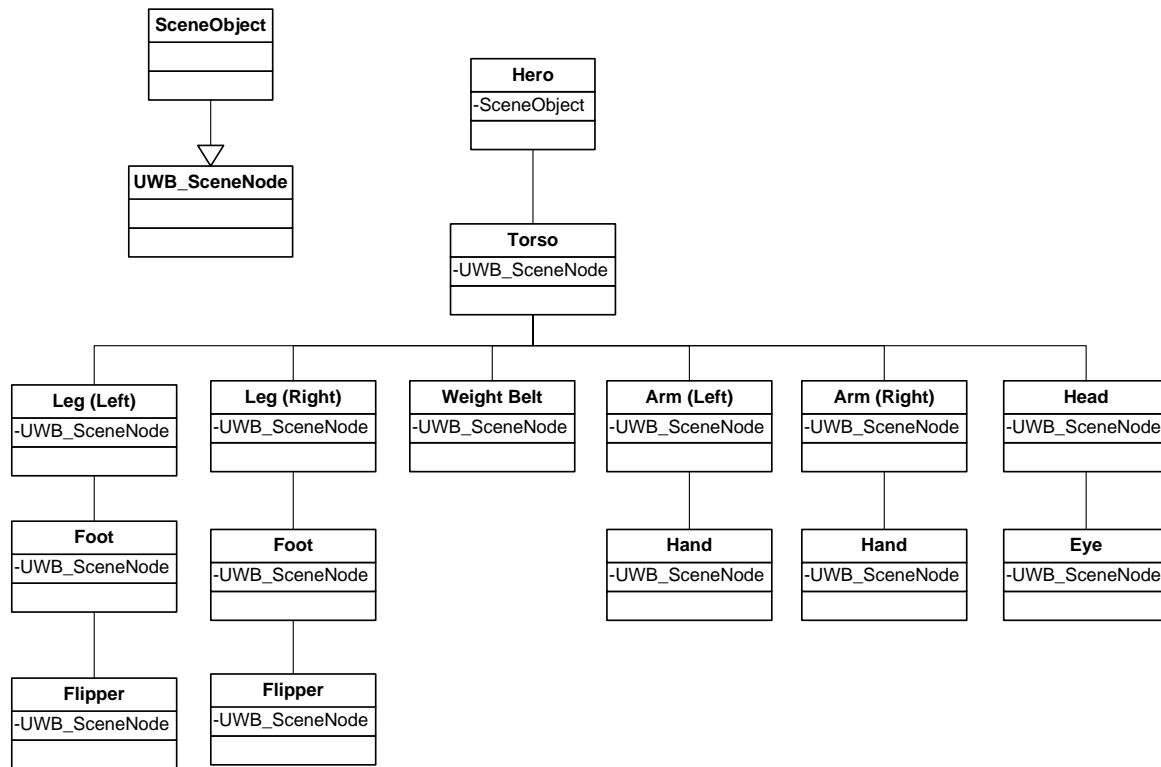 SceneObject
UWB_SceneNode
Hero
-SceneObject
Torso
-UWB_SceneNode
Leg (Left)
-UWB_SceneNode
Leg (Right)
-UWB_SceneNode
Weight Belt
-UWB_SceneNode
Arm (Left)
-UWB_SceneNode
Arm (Right)
-UWB_SceneNode
Head
-UWB_SceneNode
Foot
-UWB_SceneNode
Foot
-UWB_SceneNode
Hand
-UWB_SceneNode
Hand
-UWB_SceneNode
Eye
-UWB_SceneNode
Flipper
-UWB_SceneNode
Flipper
-UWB_SceneNode